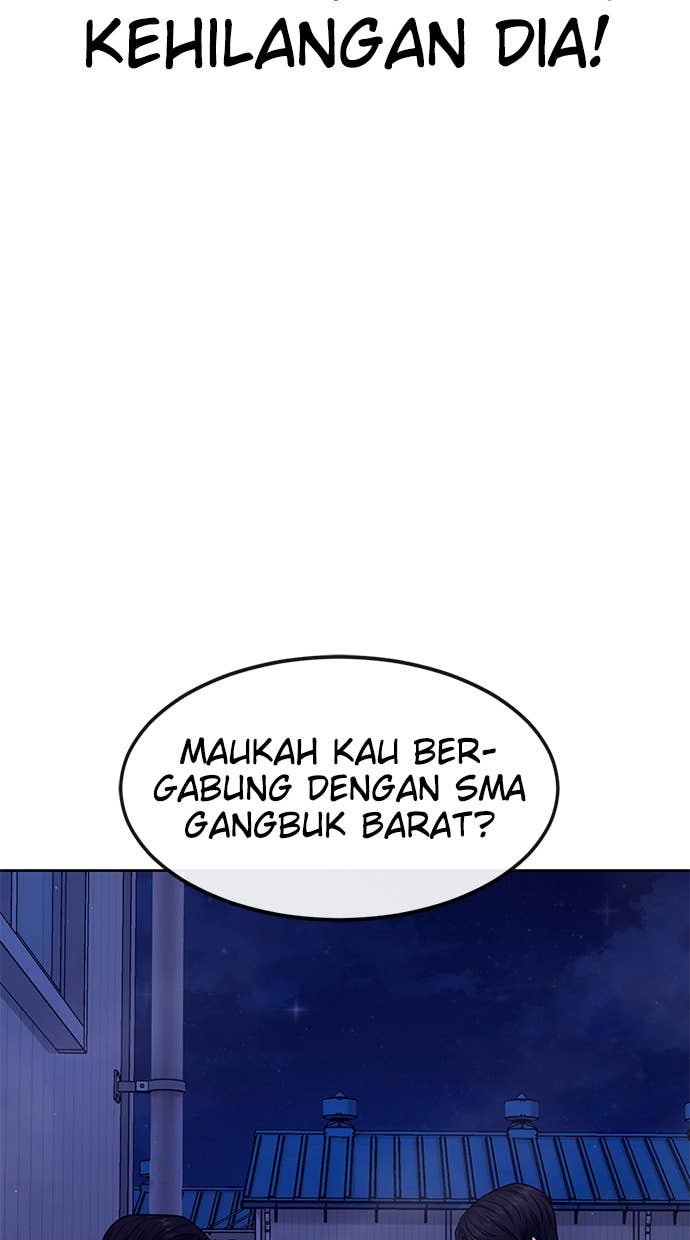 KEHILANGAN DIA!
MAUKAH KAU BER-
GABUNG DENGAN SMA
GANGBUK BARAT?